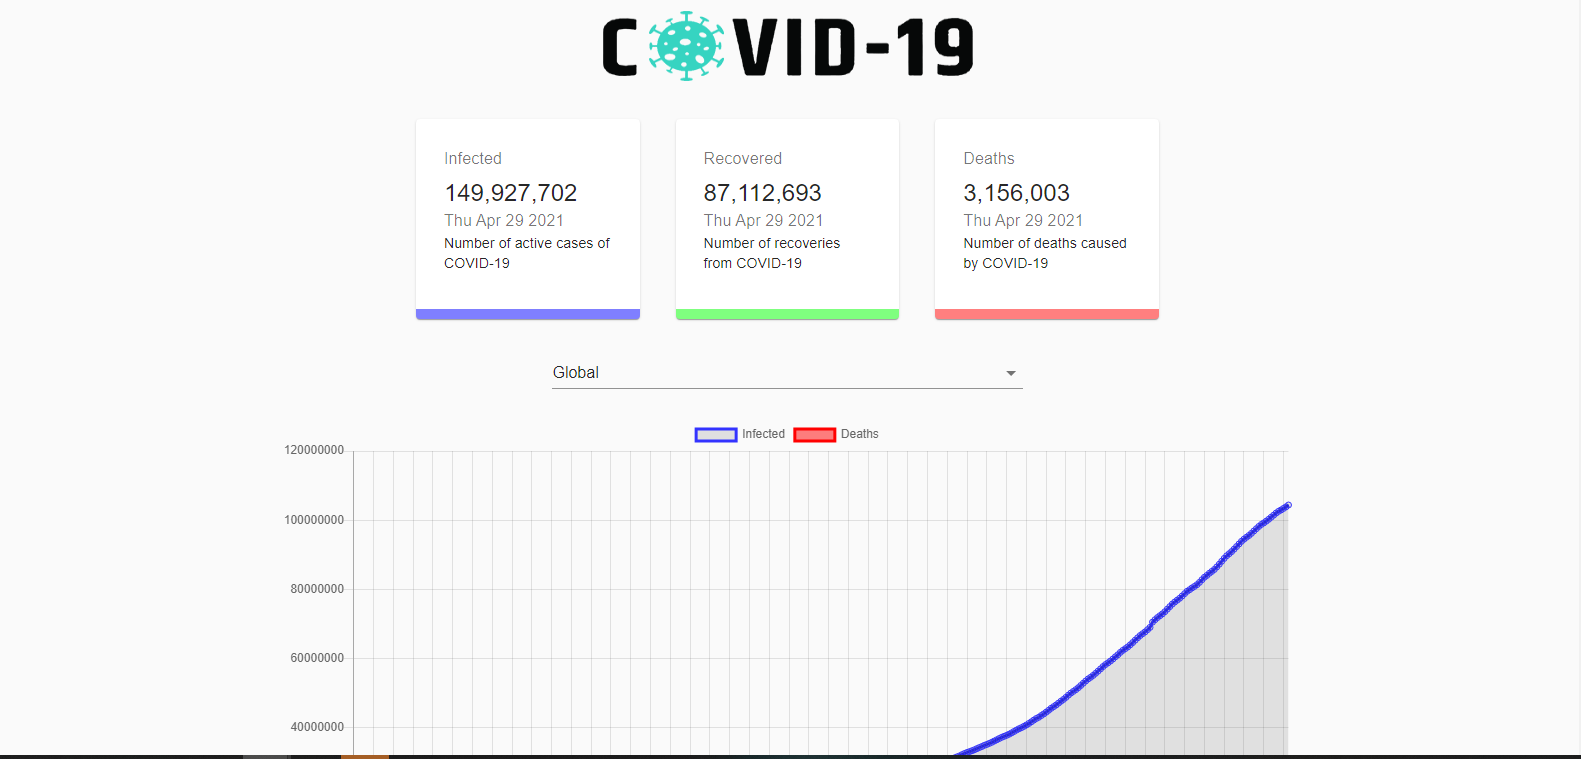 COVID-19
Infected
149,927,702
Thu Apr 29 2021
Number of active cases of
COVID-19
Recovered
87,112,693
Thu Apr 29 2021
Number of recoveries
from COVID-19
Deaths
3,156,003
Thu Apr 29 2021
Number of deaths caused
by COVID-19
Global
Infected Deaths
120000000
100000000
80000000
60000000
40000000